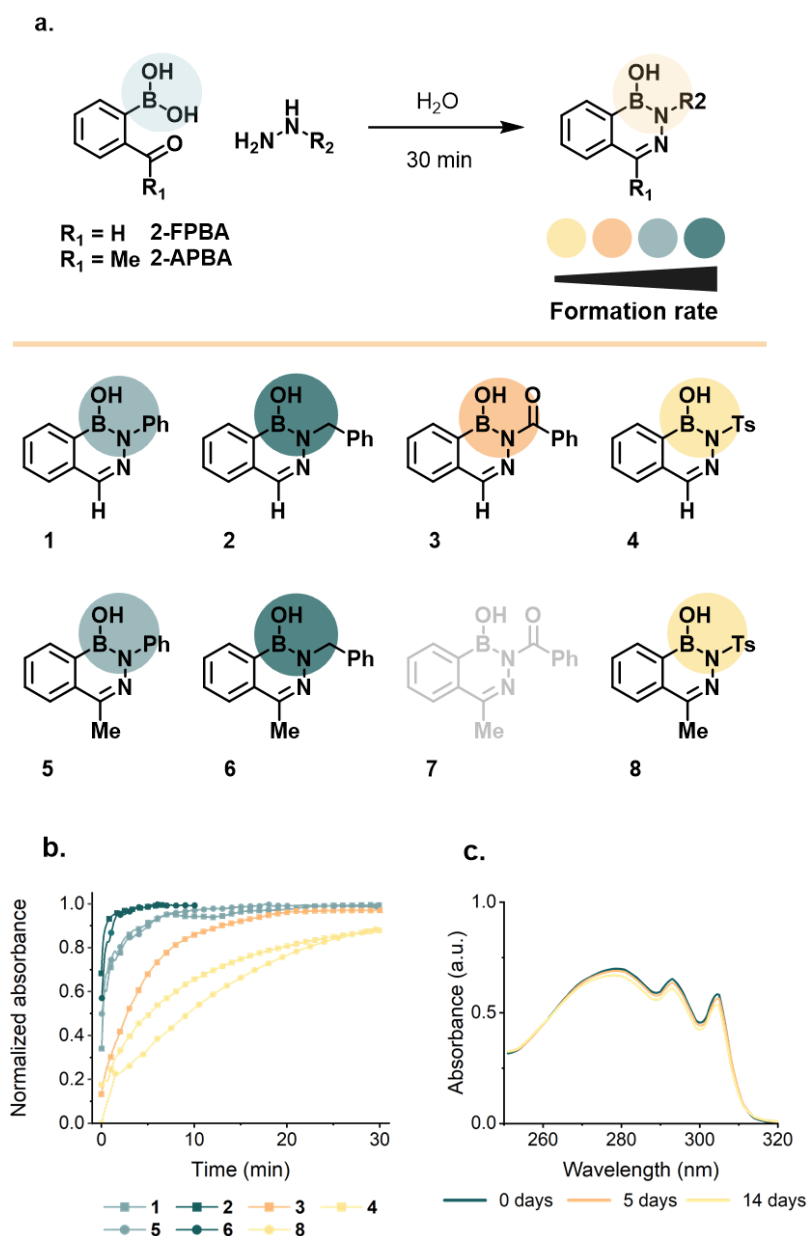 a.
OH
B
OH
O
R₁
H
H₂N
N
R₂
H₂O
30 min
OH
B
N
R2
N
R₁
R₁ = H 2-FPBA
R₁ = Me 2-APBA
Formation rate
OH
B
N
Ph
N
H
1
OH
B
N
Ph
N
H
2
OH
O
B
N
Ph
N
H
3
OH
B
N
Ts
N
H
4
OH
B
N
Ph
N
Me
5
OH
B
N
Ph
N
Me
6
OH
O
B
N
Ph
N
Me
7
OH
B
N
Ts
N
Me
8
b.
Normalized absorbance
1.0
0.8
0.6
0.4
0.2
0.0
0 10 20 30
Time (min)
1 2 3 4
5 6 8
c.
Absorbance (a.u.)
1.0
0.5
0.0
260 280 300 320
Wavelength (nm)
0 days 5 days 14 days